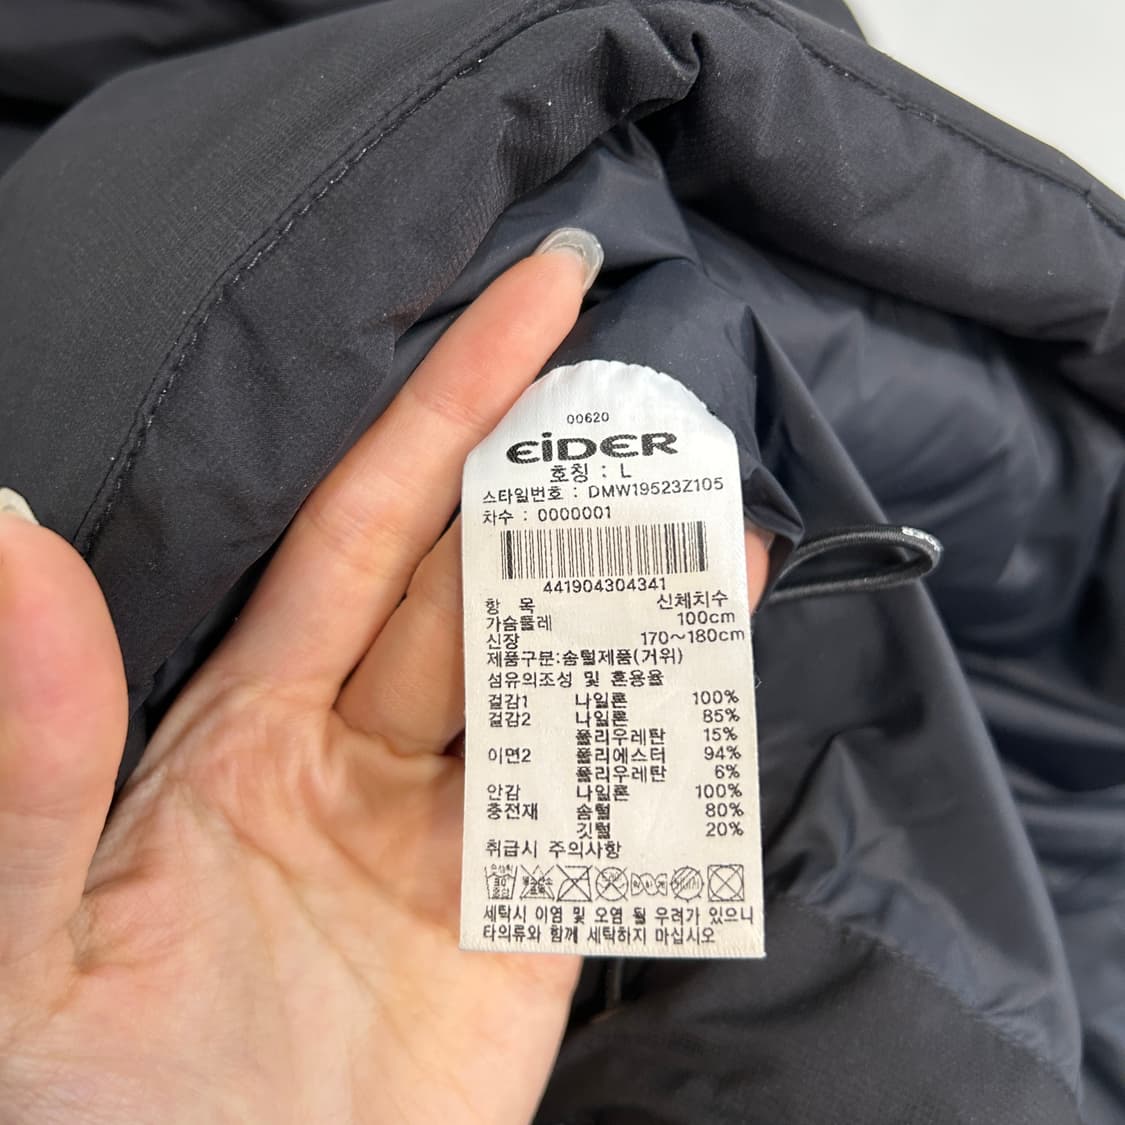 00620
EiDER
호칭 : L
스타일번호 : DMW19523Z105
차수 : 0000001
441904304341
항 목 신체치수
가슴둘레 100cm
신장 170~180cm
제품구분:솜털제품(거위)
섬유의조성 및 혼용율
겉감1 나일론 100%
겉감2 나일론 85%
폴리우레탄 15%
이면2 폴리에스터 94%
폴리우레탄 6%
안감 나일론 100%
충전재 솜털 80%
깃털 20%
취급시 주의사항
세탁시 이염 및 오염 될 우려가 있으니
타의류와 함께 세탁하지 마십시오